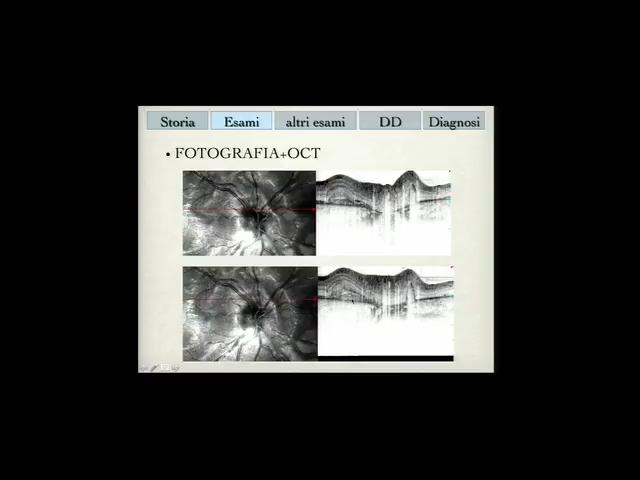 Storia
Esami
altri esami
DD
Diagnosi
• FOTOGRAFIA+OCT